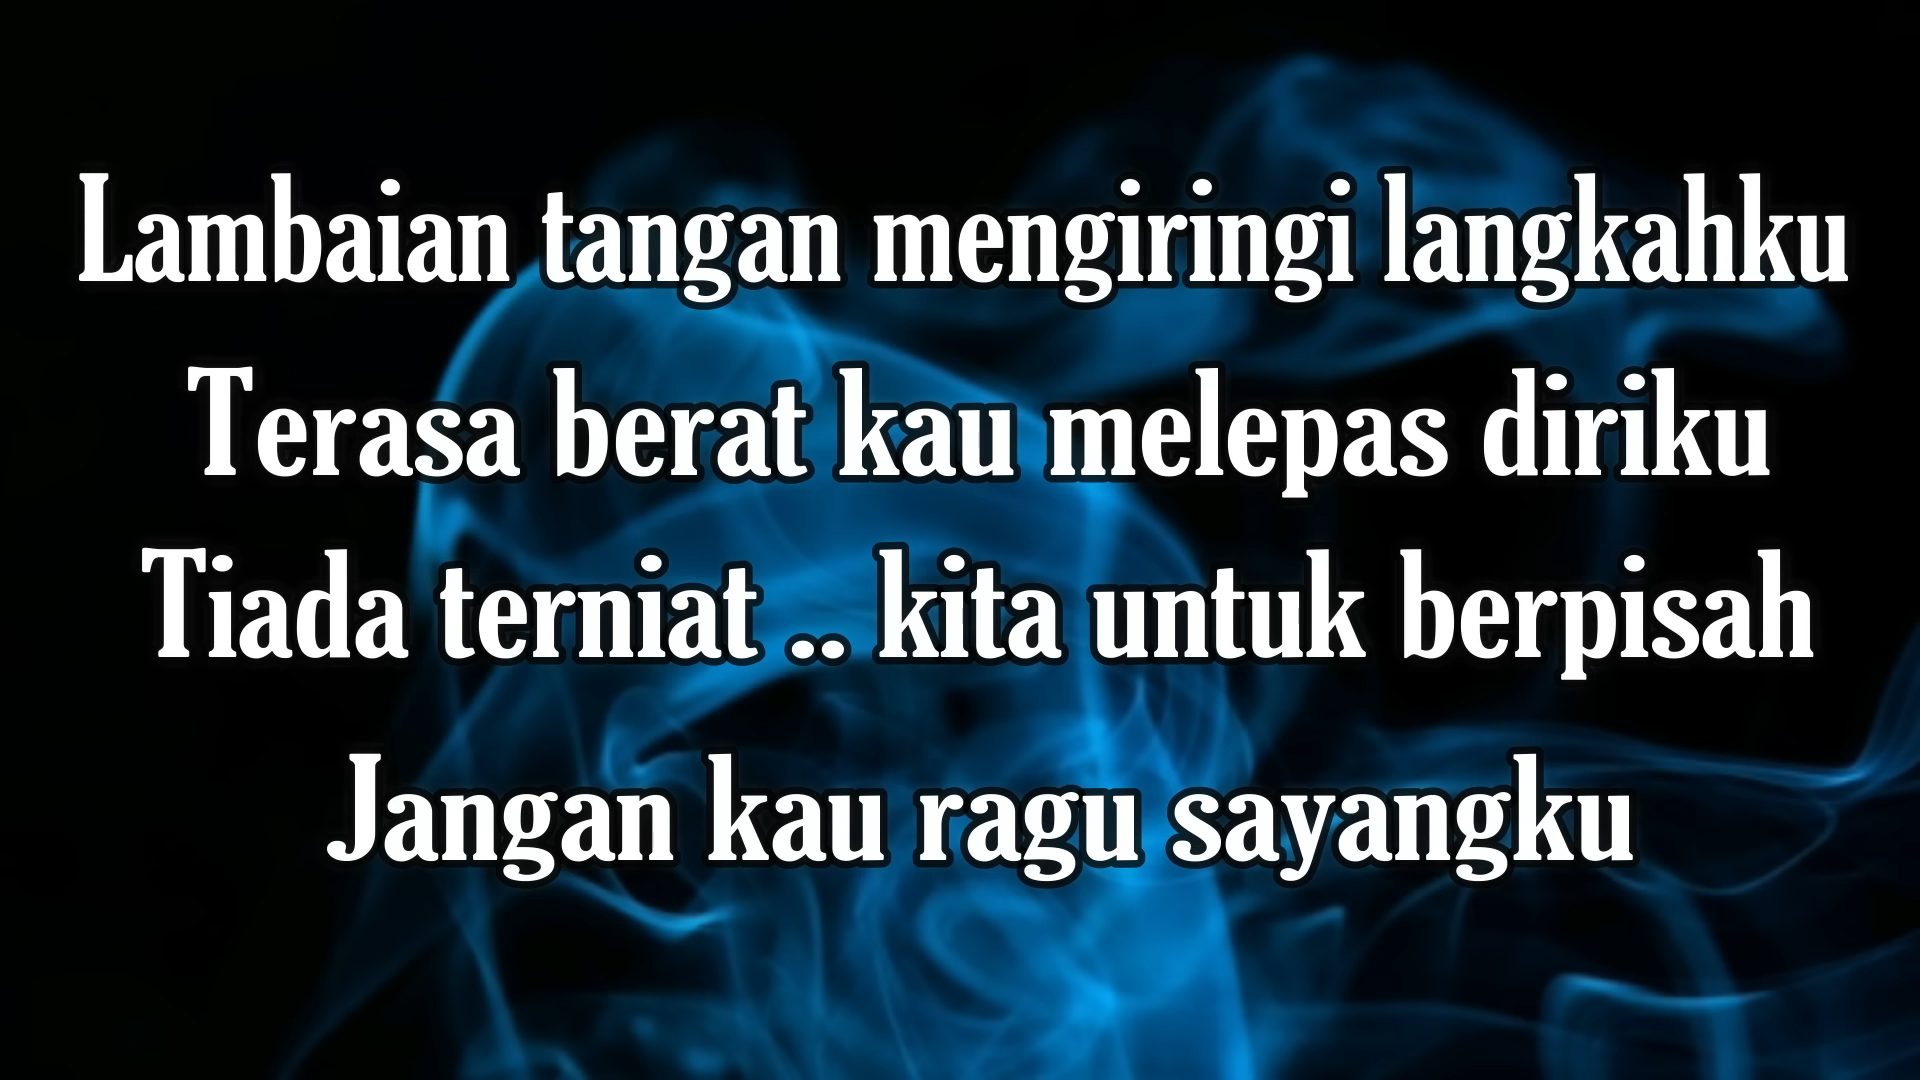 Lambaian tangan mengiringi langkahku
Terasa berat kau melepas diriku
Tiada terniat .. kita untuk berpisah
Jangan kau ragu sayangku